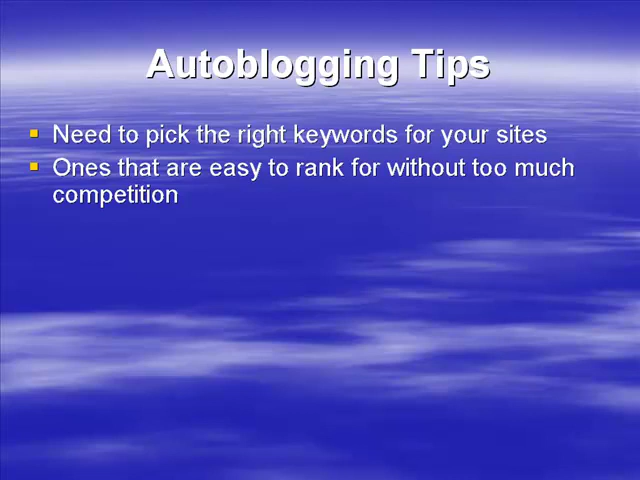 Autoblogging Tips
Need to pick the right keywords for your sites
Ones that are easy to rank for without too much
competition